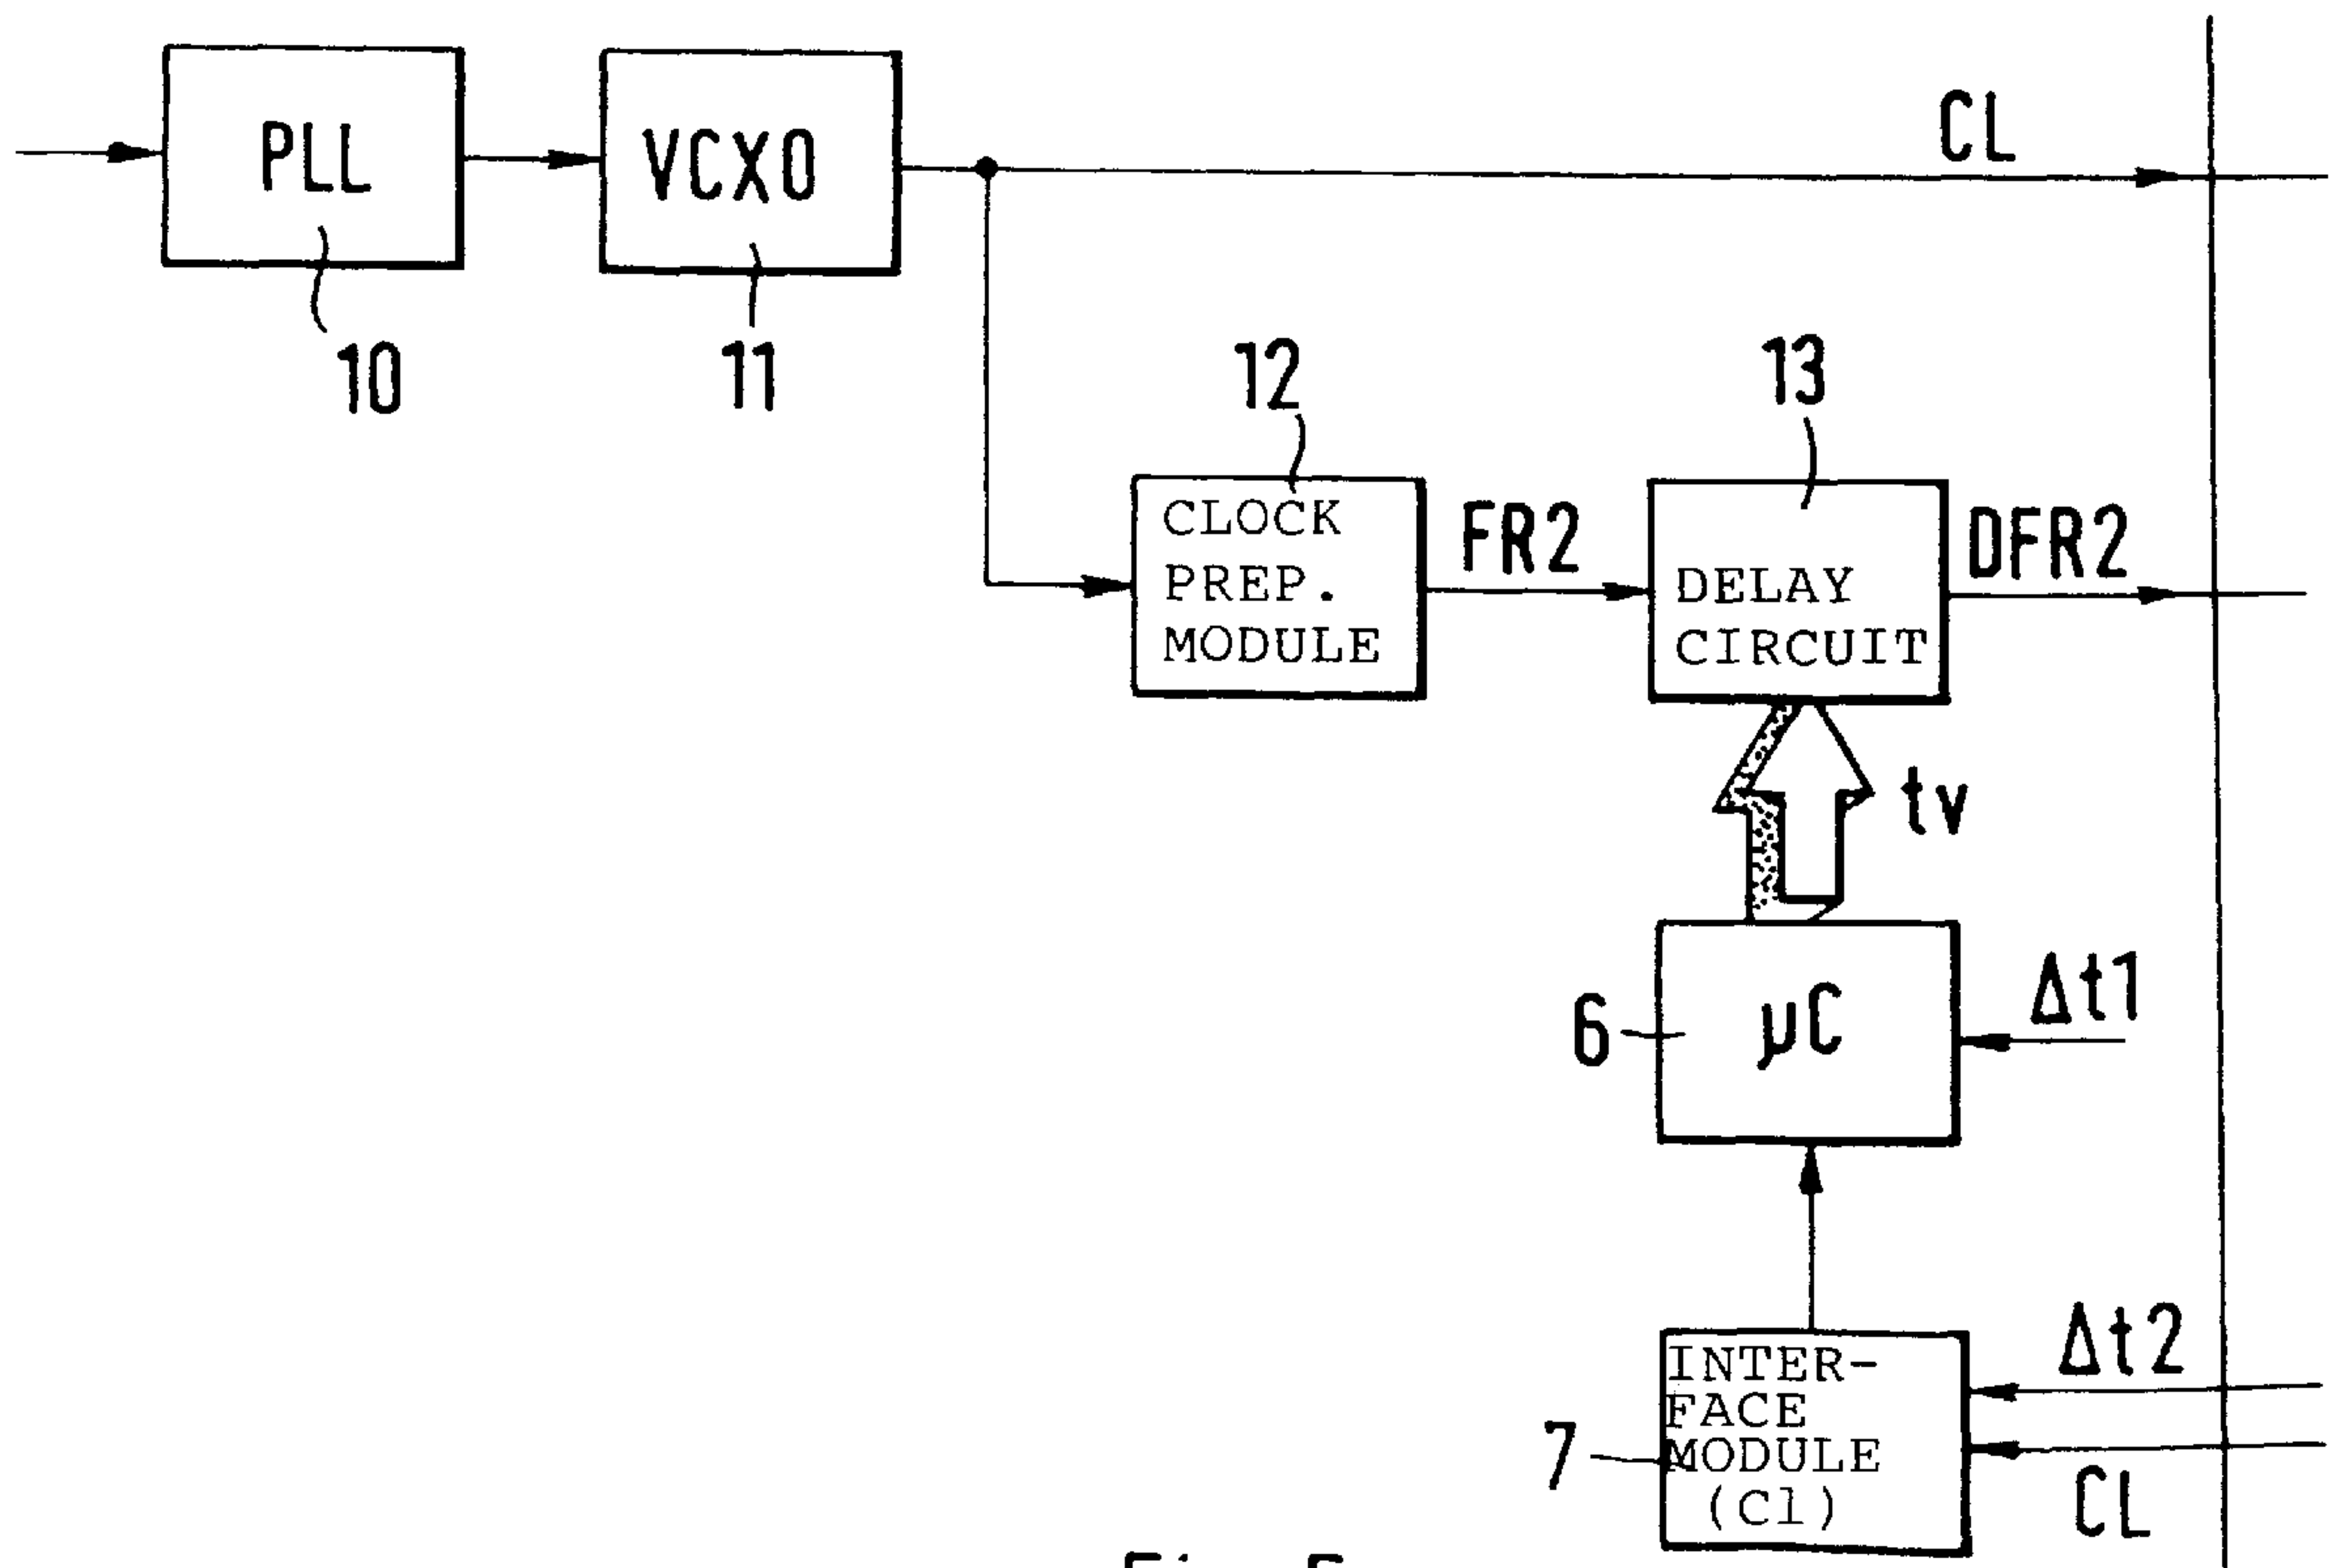 PLL
VCXO
CL
10
11
12
13
CLOCK
PREP.
MODULE
FR2
DELAY
CIRCUIT
DFR2
tv
6
µC
Δt1
7
INTER-
FACE
MODULE
(Cl)
Δt2
CL